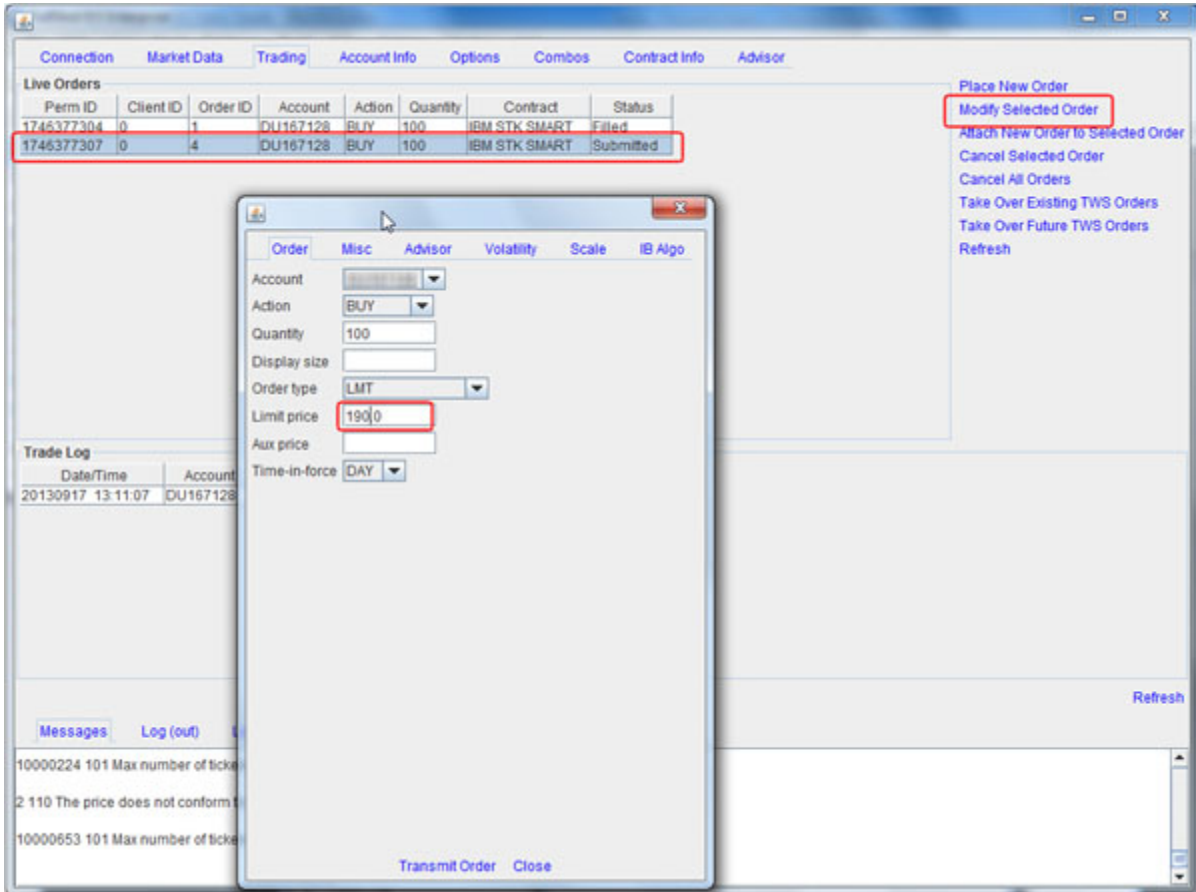 Connection Market Data Trading Account Info Options Combos Contract Info Advisor
Live Orders
Perm ID Client ID Order ID Account Action Quantity Contract Status
1746377304 0 1 DU167128 BUY 100 IBM STK SMART Filled
1746377307 0 4 DU167128 BUY 100 IBM STK SMART Submitted
Place New Order
Modify Selected Order
Attach New Order to Selected Order
Cancel Selected Order
Cancel All Orders
Take Over Existing TWS Orders
Take Over Future TWS Orders
Refresh
Order Misc Advisor Volatility Scale IB Algo
Account
Action BUY
Quantity 100
Display size
Order type LMT
Limit price 190.0
Aux price
Time-in-force DAY
Transmit Order Close
Trade Log
Date/Time Account
20130917 13:11:07 DU167128
Refresh
Messages Log (out)
10000224 101 Max number of ticke
2 110 The price does not conform t
10000653 101 Max number of ticke